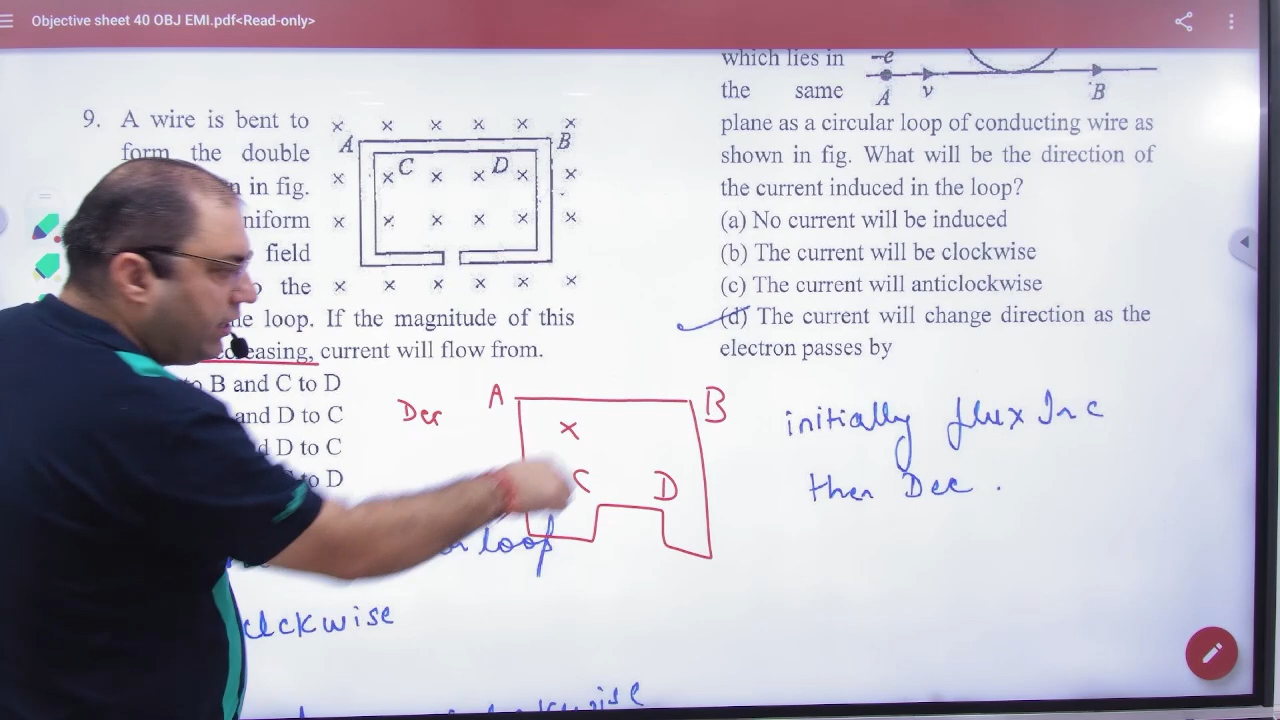 Objective sheet 40 OBJ EMI.pdf<Read-only>
9. A wire is bent to
form the double
in fig.
field
the
loop. If the magnitude of this
current will flow from.
B and C to D
and D to C
D to C
to D
A
B
C
D
Dec
A
B
C
D
loop
which lies in
the same
-e
A
v
B
plane as a circular loop of conducting wire as
shown in fig. What will be the direction of
the current induced in the loop?
(a) No current will be induced
(b) The current will be clockwise
(c) The current will anticlockwise
(d) The current will change direction as the
electron passes by
initially flux Inc
then Dec.